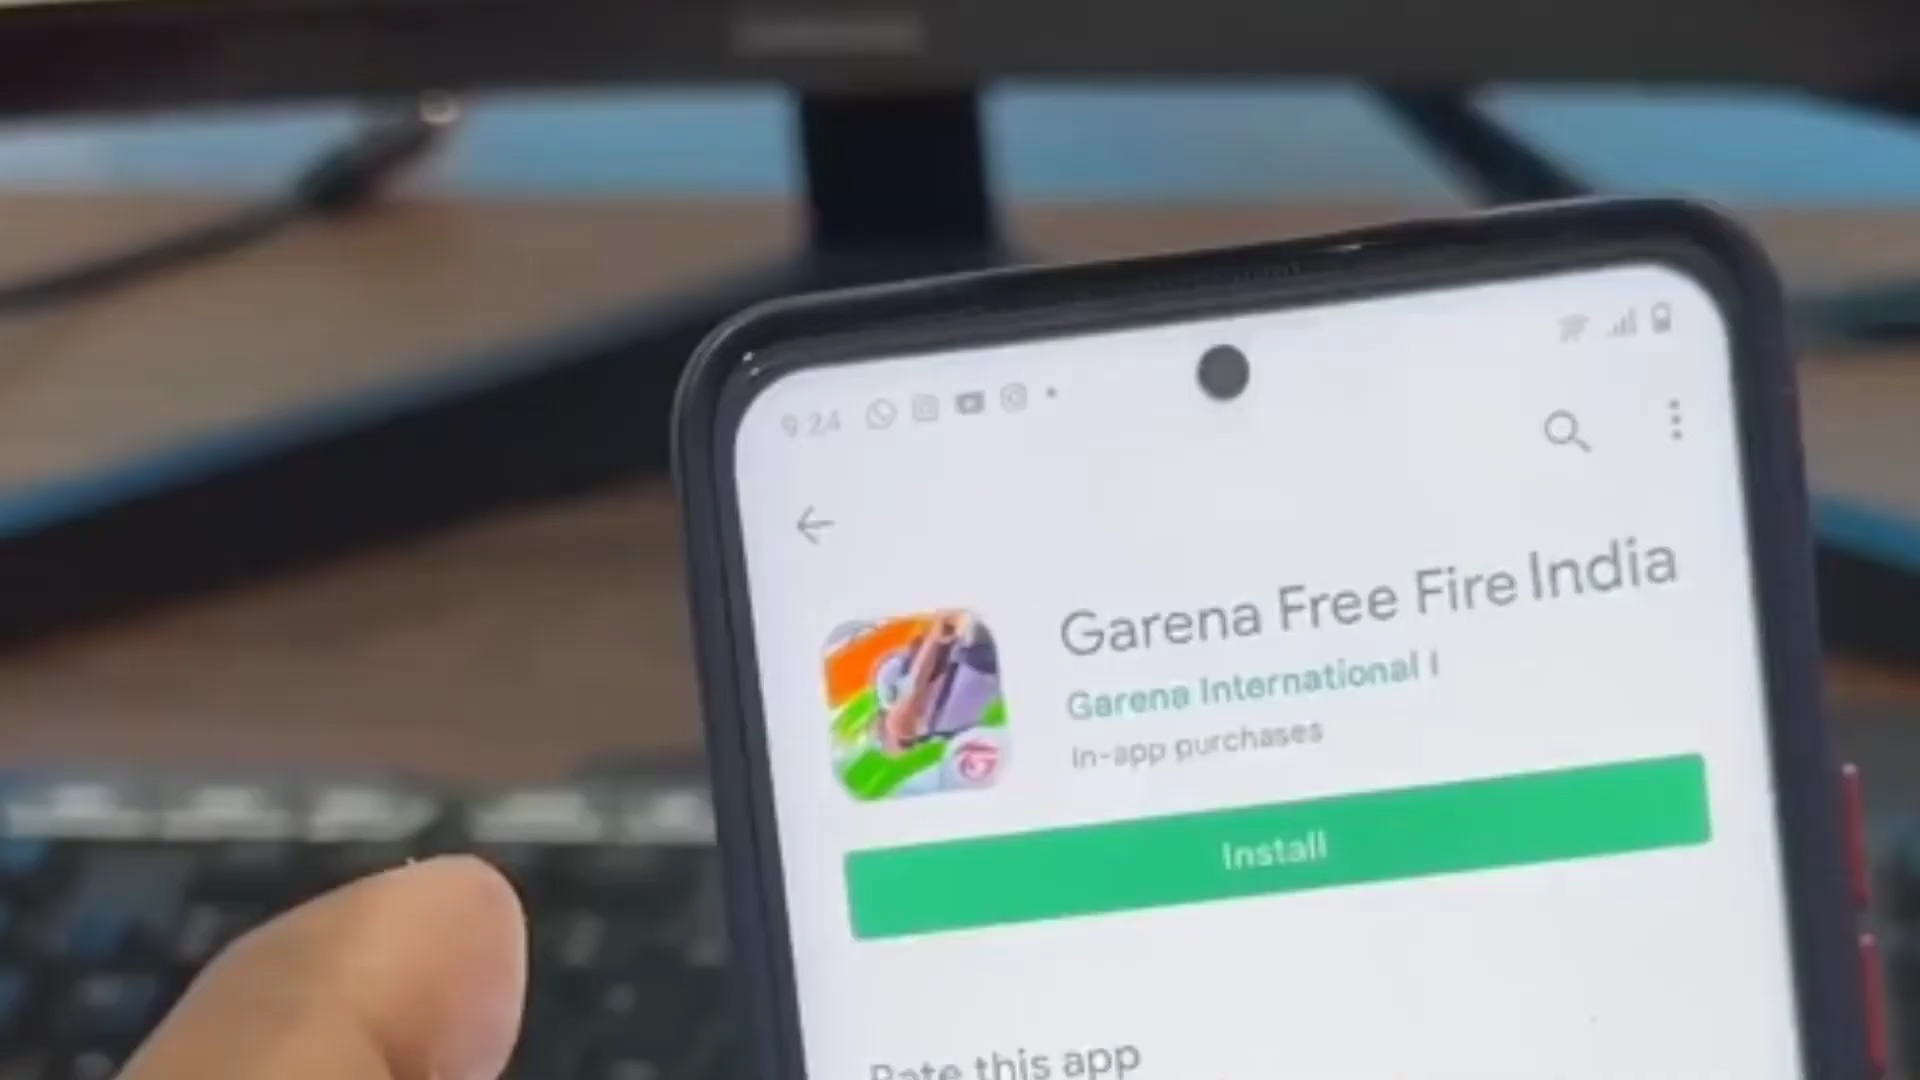 9:24
Garena Free Fire India
Garena International I
In-app purchases
Install
Rate this app